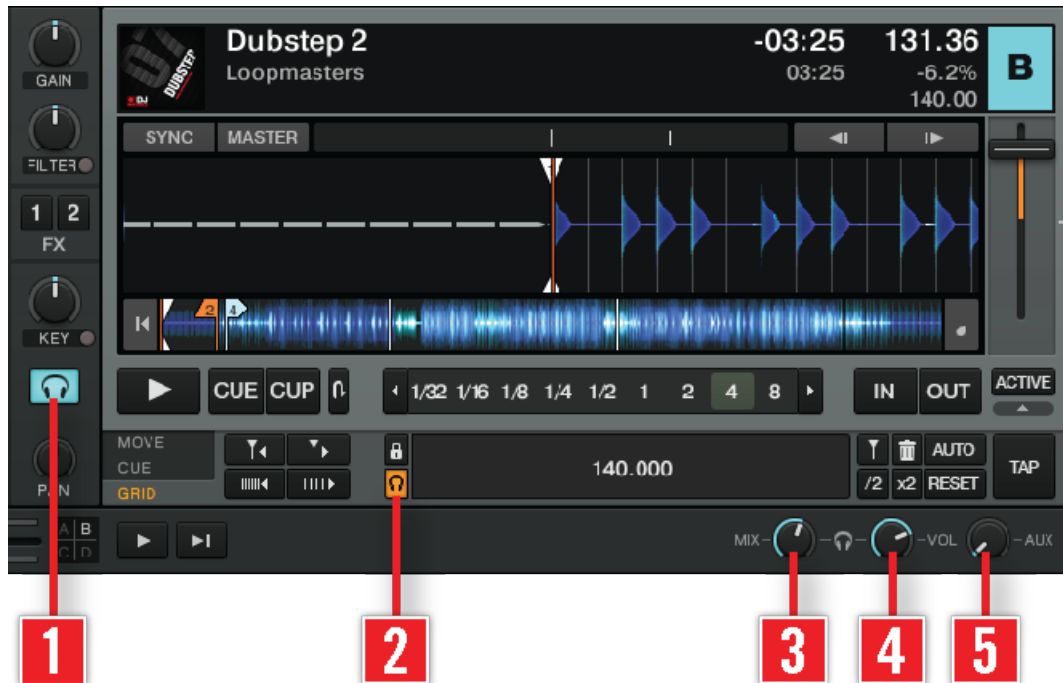 GAIN
FILTER
1 2
FX
KEY
PAN
DJ DUBSTEP
Dubstep 2
Loopmasters
-03:25
03:25
131.36
-6.2%
140.00
B
SYNC MASTER
2 4
CUE CUP
1/32 1/16 1/8 1/4 1/2 1 2 4 8
IN OUT
ACTIVE
MOVE
CUE
GRID
140.000
AUTO
/2 x2 RESET
TAP
A B
C D
MIX VOL AUX
1 2 3 4 5